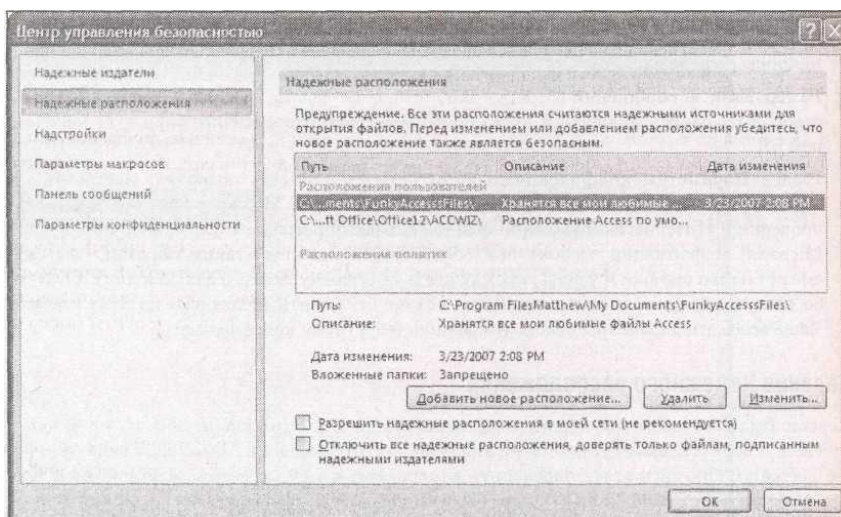 Центр управления безопасностью
Надежные издатели
Надежные расположения
Надстройки
Параметры макросов
Панель сообщений
Параметры конфиденциальности
Надежные расположения
Предупреждение. Все эти расположения считаются надежными источниками для
открытия файлов. Перед изменением или добавлением расположения убедитесь, что
новое расположение также является безопасным.
Путь Описание Дата изменения
Расположения пользователей
C:\...ments\FunkyAccesssFiles\ Хранятся все мои любимые ... 3/23/2007 2:08 PM
C:\...tt Office\Office12\ACCWIZ\ Расположение Access по умо...
Расположения политик
Путь: C:\Program FilesMatthew\My Documents\FunkyAccesssFiles\
Описание: Хранятся все мои любимые файлы Access
Дата изменения: 3/23/2007 2:08 PM
Вложенные папки: Запрещено
Добавить новое расположение... Удалить Изменить...
Разрешить надежные расположения в моей сети (не рекомендуется)
Отключить все надежные расположения, доверять только файлам, подписанным
надежными издателями
ОК Отмена